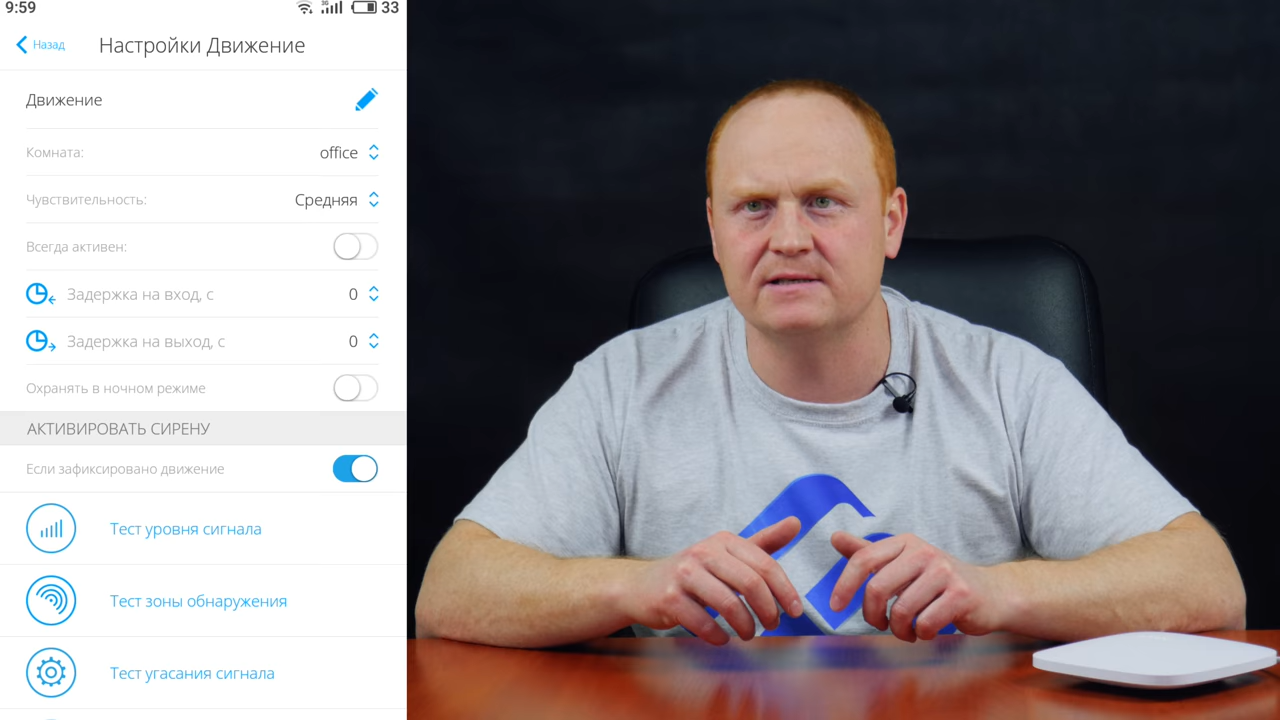 9:59
3G
33
Назад
Настройки Движение
Движение
Комната: office
Чувствительность: Средняя
Всегда активен:
Задержка на вход, с 0
Задержка на выход, с 0
Охранять в ночном режиме
АКТИВИРОВАТЬ СИРЕНУ
Если зафиксировано движение
Тест уровня сигнала
Тест зоны обнаружения
Тест угасания сигнала